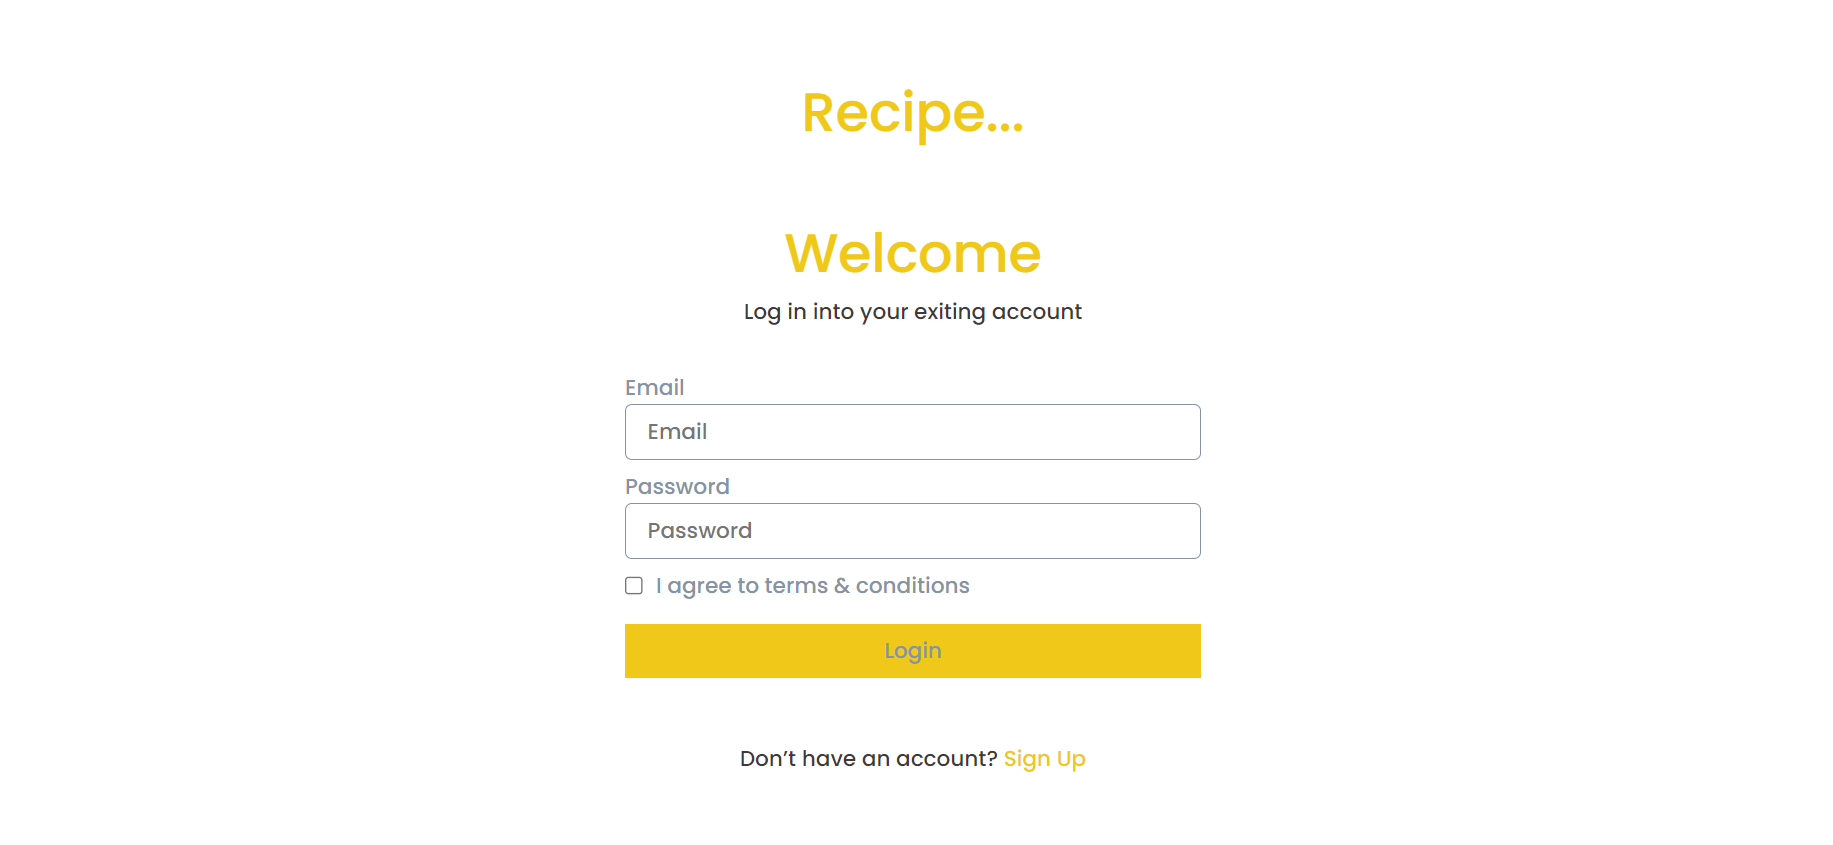 Recipe...
Welcome
Log in into your exiting account
Email
Email
Password
Password
I agree to terms & conditions
Login
Don’t have an account? Sign Up